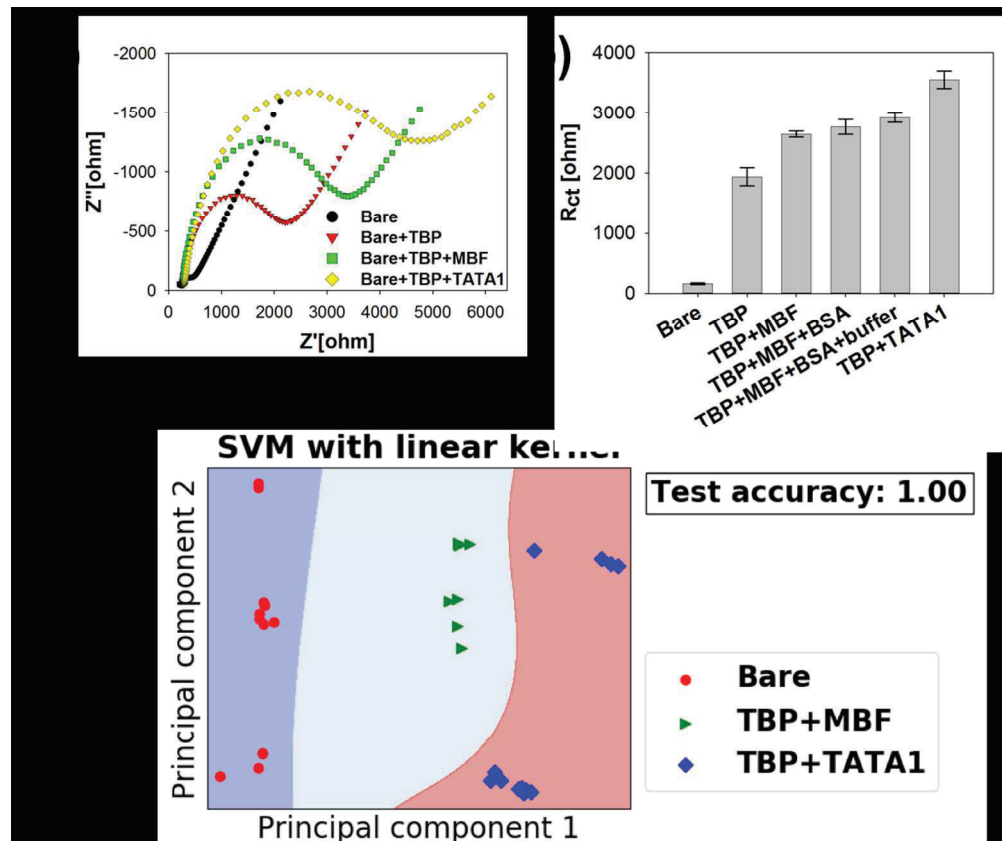 )
-2000
-1500
-1000
-500
0
Z"[ohm]
Bare
Bare+TBP
Bare+TBP+MBF
Bare+TBP+TATA1
0 1000 2000 3000 4000 5000 6000
Z'[ohm]
)
4000
3000
2000
1000
0
Rct [ohm]
Bare
TBP
TBP+MBF
TBP+MBF+BSA
TBP+MBF+BSA+buffer
TBP+TATA1
SVM with linear kernel
Test accuracy: 1.00
Principal component 2
Principal component 1
Bare
TBP+MBF
TBP+TATA1